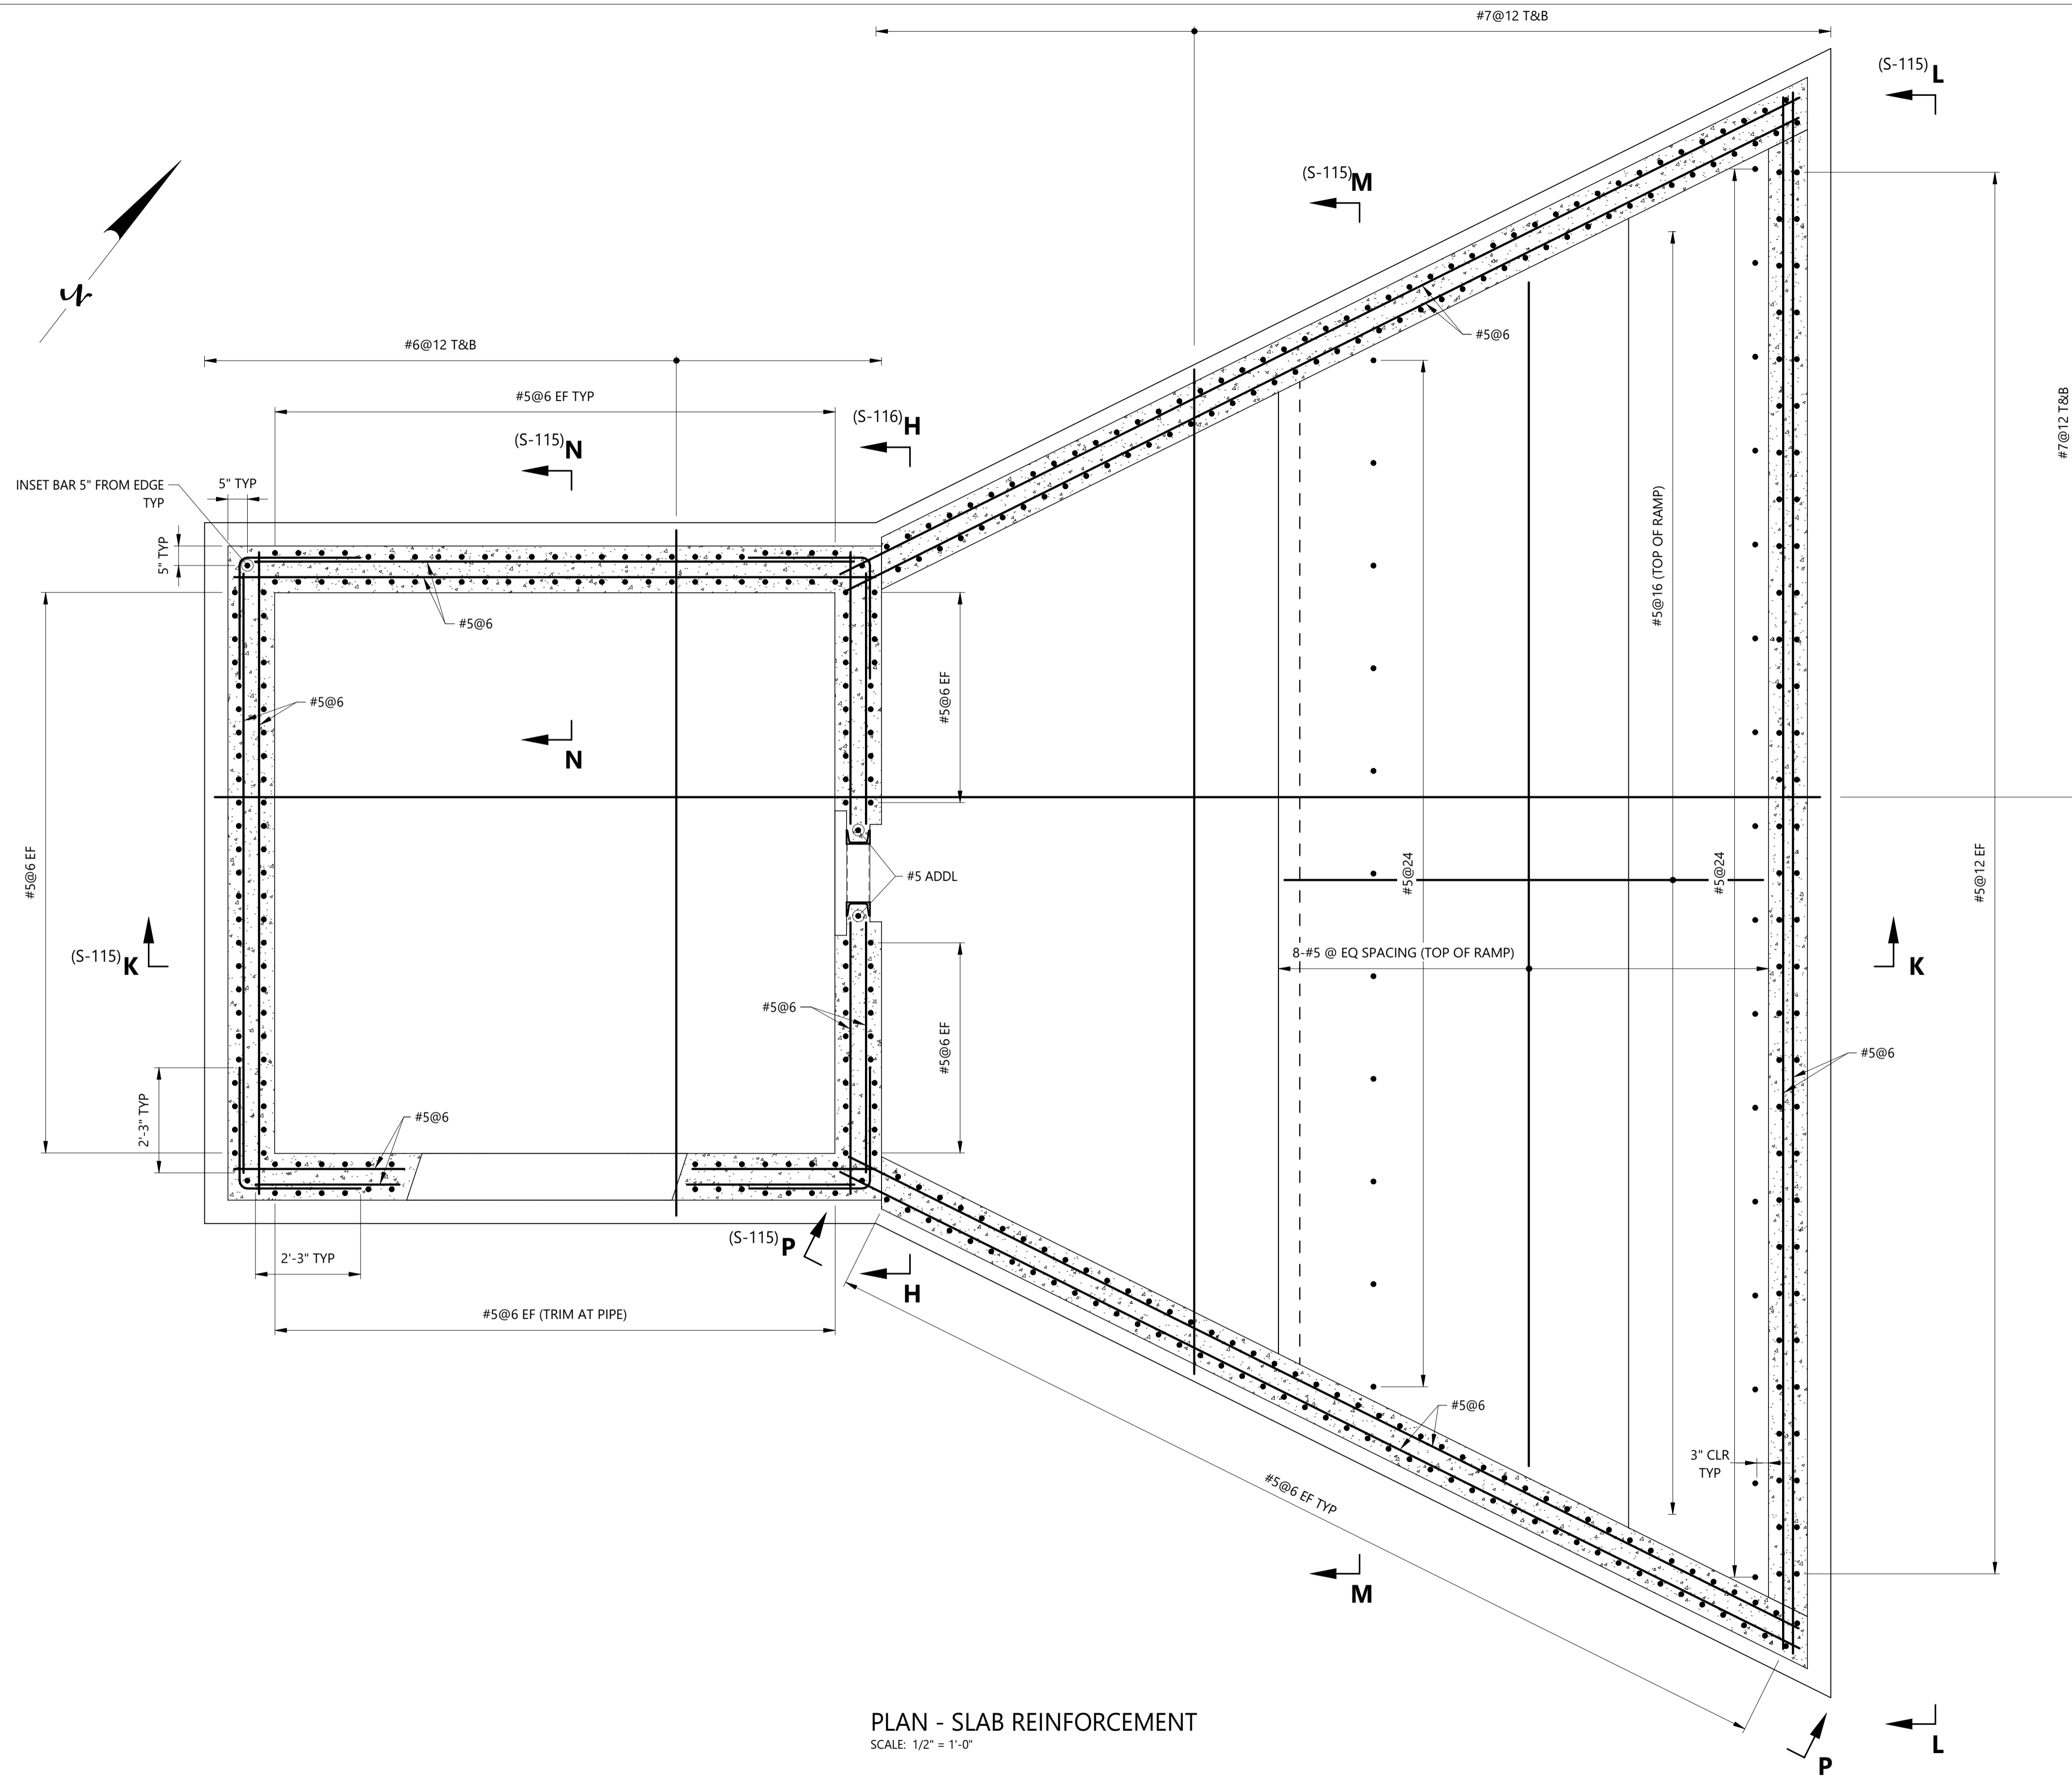 #7@12 T&B
(S-115) L
(S-115) M
N
#6@12 T&B
#5@6
#5@6 EF TYP
(S-116) H
(S-115) N
#7@12 T&B
INSET BAR 5" FROM EDGE
TYP
5" TYP
5" TYP
#5@16 (TOP OF RAMP)
#5@6
#5@6
#5@6 EF
N
#5@6 EF
#5 ADDL
#5@24
#5@24
#5@12 EF
(S-115) K
8-#5 @ EQ SPACING (TOP OF RAMP)
K
#5@6
#5@6 EF
#5@6
2'-3" TYP
#5@6
(S-115) P
2'-3" TYP
H
#5@6 EF (TRIM AT PIPE)
#5@6
3" CLR
TYP
#5@6 EF TYP
M
PLAN - SLAB REINFORCEMENT
SCALE: 1/2" = 1'-0"
L
P